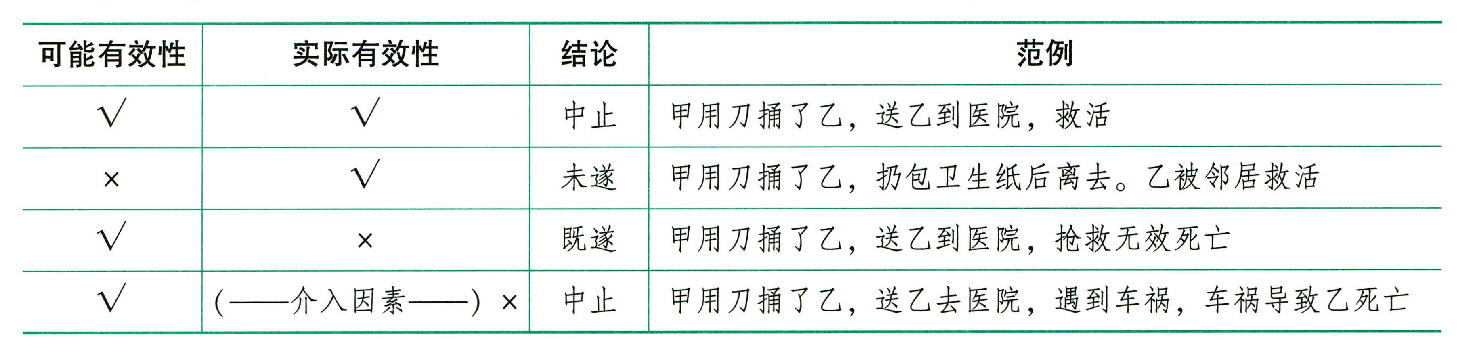 可能有效性 实际有效性 结论 范例
√ √ 中止 甲用刀捅了乙，送乙到医院，救活
× √ 未遂 甲用刀捅了乙，扔包卫生纸后离去。乙被邻居救活
√ × 既遂 甲用刀捅了乙，送乙到医院，抢救无效死亡
√ (——介入因素——) × 中止 甲用刀捅了乙，送乙去医院，遇到车祸，车祸导致乙死亡